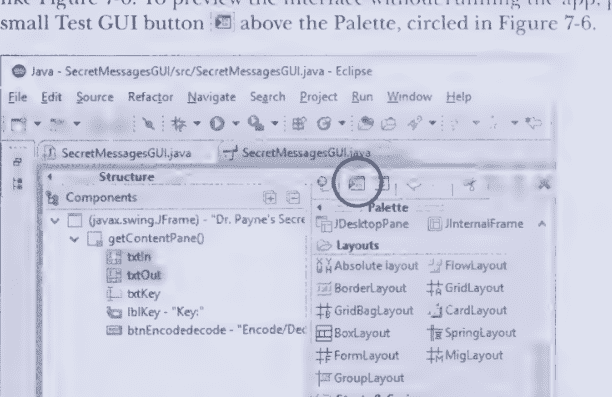 like Figure 7-6. To preview the interface without running the app,
small Test GUI button above the Palette, circled in Figure 7-6.
Java - SecretMessagesGUI/src/SecretMessagesGUI.java - Eclipse
File Edit Source Refactor Navigate Search Project Run Window Help
SecretMessagesGUI.java SecretMessagesGUI.java
Structure
Components
(javax.swing.JFrame) - "Dr. Payne's Secre
getContentPane()
txtIn
txtOut
txtKey
lblKey - "Key:"
btnEncodedecode - "Encode/Dec
Palette
JDesktopPane JInternalFrame
Layouts
Absolute layout FlowLayout
BorderLayout GridLayout
GridBagLayout CardLayout
BoxLayout SpringLayout
FormLayout MigLayout
GroupLayout